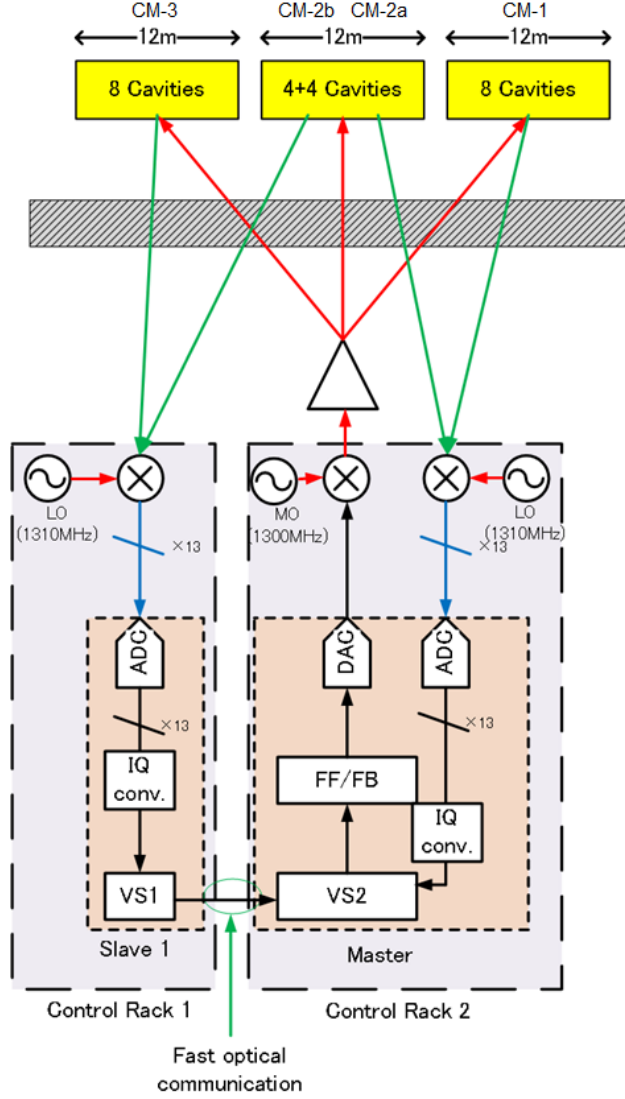 CM-3
CM-2b CM-2a
CM-1
12m
12m
12m
8 Cavities
4+4 Cavities
8 Cavities
LO
(1310MHz)
MO
(1300MHz)
LO
(1310MHz)
×13
×13
ADC
DAC
ADC
×13
×13
IQ
conv.
FF/FB
IQ
conv.
VS1
VS2
Slave 1
Master
Control Rack 1
Control Rack 2
Fast optical
communication